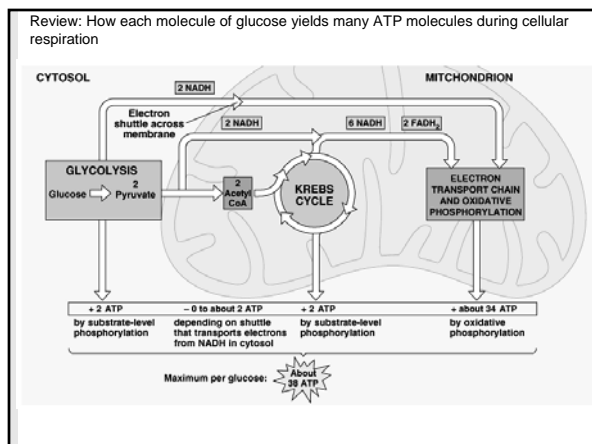 Review: How each molecule of glucose yields many ATP molecules during cellular
respiration
CYTOSOL
MITCHONDRION
2 NADH
Electron
shuttle across
membrane
2 NADH
6 NADH
2 FADH2
GLYCOLYSIS
Glucose
2
Pyruvate
2
Acetyl
CoA
KREBS
CYCLE
ELECTRON
TRANSPORT CHAIN
AND OXIDATIVE
PHOSPHORYLATION
+ 2 ATP
by substrate-level
phosphorylation
– 0 to about 2 ATP
depending on shuttle
that transports electrons
from NADH in cytosol
+ 2 ATP
by substrate-level
phosphorylation
+ about 34 ATP
by oxidative
phosphorylation
Maximum per glucose:
About
38 ATP